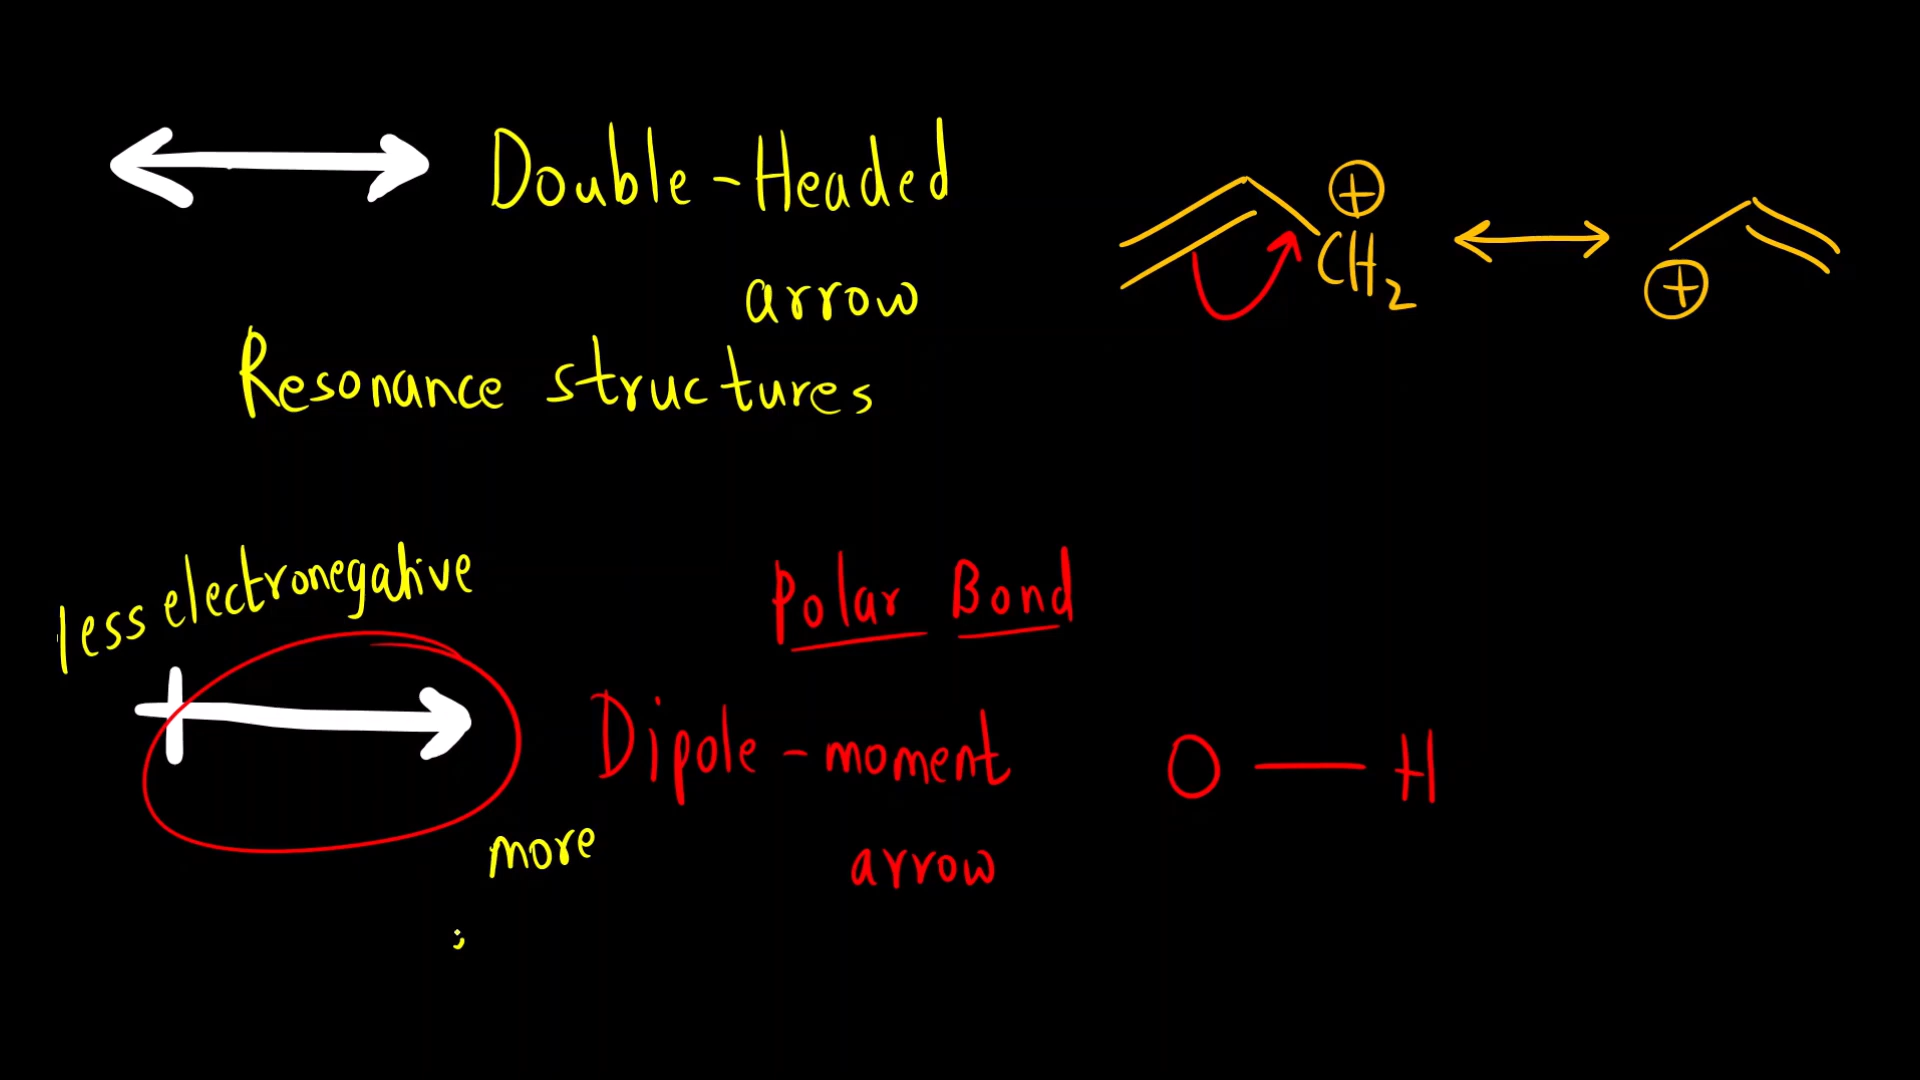 Double-Headed
arrow
Resonance structures
⊕
CH2
⊕
less electronegative
Polar Bond
Dipole-moment
arrow
O — H
more